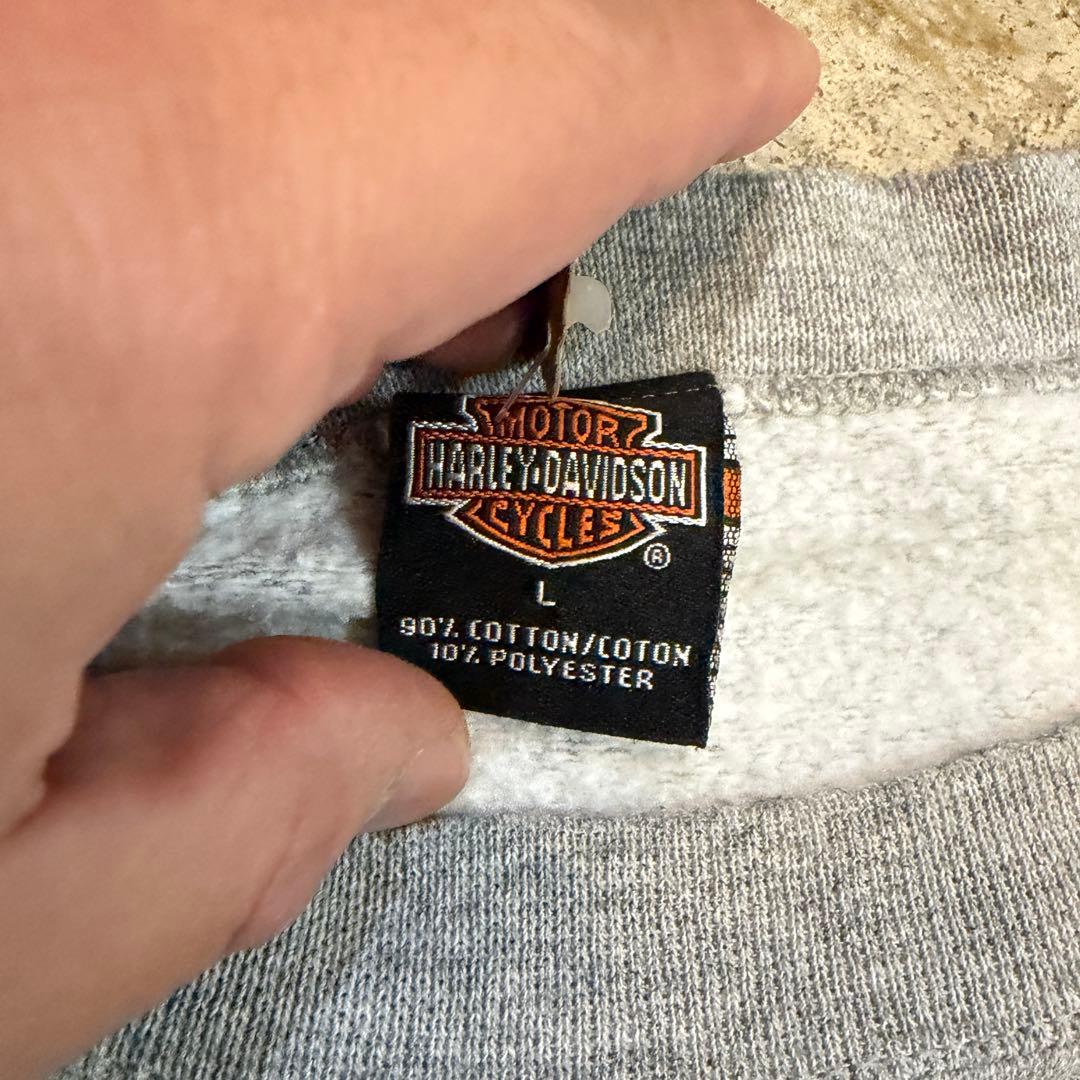 MOTOR
HARLEY-DAVIDSON
CYCLES
®
L
90% COTTON/COTON
10% POLYESTER